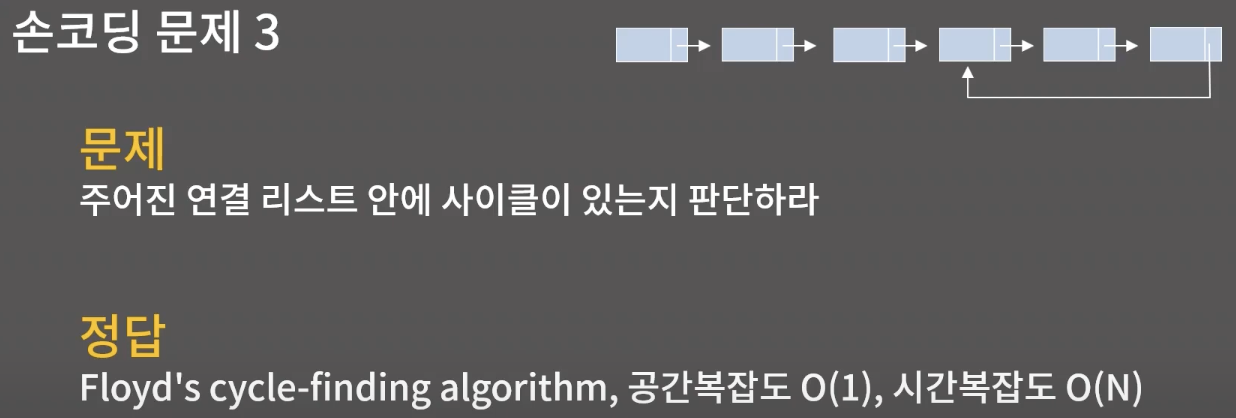 손코딩 문제 3
문제
주어진 연결 리스트 안에 사이클이 있는지 판단하라
정답
Floyd's cycle-finding algorithm, 공간복잡도 O(1), 시간복잡도 O(N)